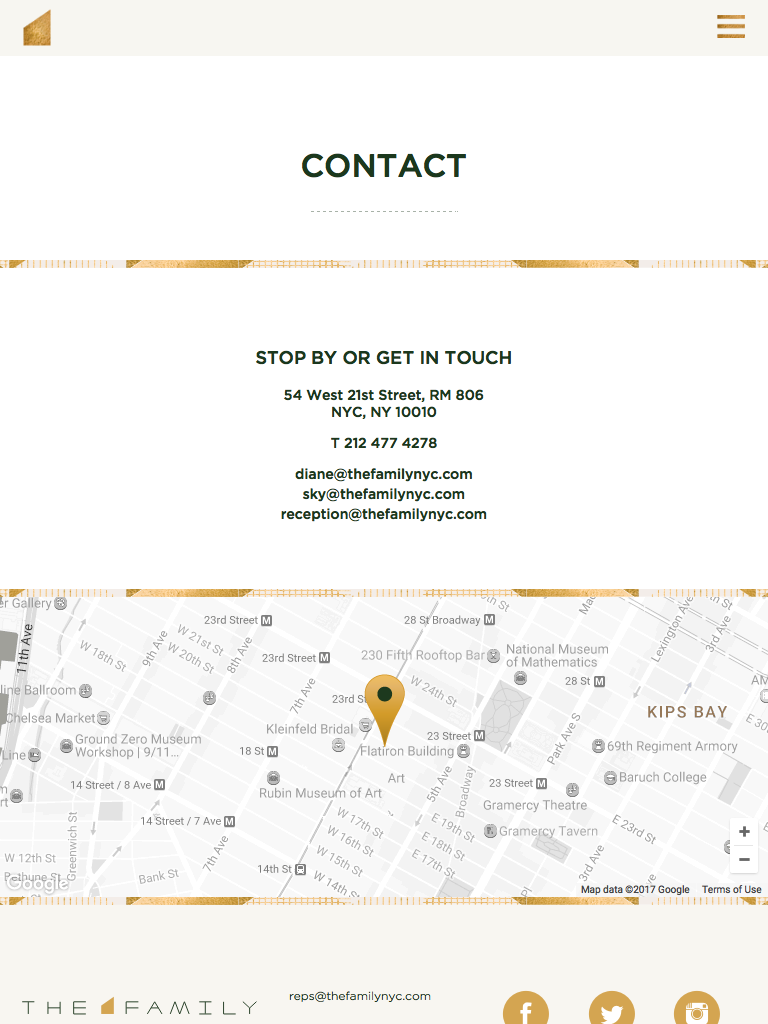 CONTACT
STOP BY OR GET IN TOUCH
54 West 21st Street, RM 806
NYC, NY 10010
T 212 477 4278
diane@thefamilynyc.com
sky@thefamilynyc.com
reception@thefamilynyc.com
er Gallery
11th Ave
W 18th St
9th Ave
W 21st St
W 20th St
8th Ave
23rd Street M
23rd Street M
28 St Broadway M
230 Fifth Rooftop Bar
National Museum
of Mathematics
28 St M
Lexington Ave
3rd Ave
KIPS BAY
line Ballroom
Chelsea Market
Line
Ground Zero Museum
Workshop | 9/11...
7th Ave
23rd S
W 24th St
Kleinfeld Bridal
18 St M
Flatiron Building
23 Street M
Park Ave S
69th Regiment Armory
Baruch College
14 Street / 8 Ave M
Rubin Museum of Art
Art
5th Ave
Broadway
23 Street M
Gramercy Theatre
Gramercy Tavern
E 23rd St
14 Street / 7 Ave M
Greenwich St
7th Ave
W 17th St
W 16th St
W 15th St
W 14th St
E 19th St
E 18th St
E 17th St
3rd Ave
W 12th St
Bethune St
Bank St
14th St
Google
+
−
Map data ©2017 Google
Terms of Use
THE FAMILY
reps@thefamilynyc.com